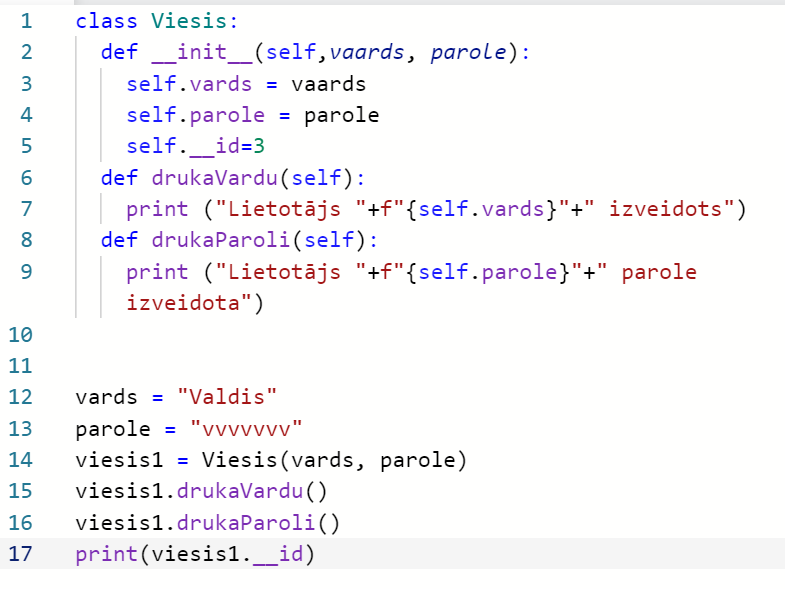 1 class Viesis:
2 def __init__(self,vaards, parole):
3 self.vards = vaards
4 self.parole = parole
5 self.__id=3
6 def drukaVardu(self):
7 print ("Lietotājs "+f"{self.vards}"+" izveidots")
8 def drukaParoli(self):
9 print ("Lietotājs "+f"{self.parole}"+" parole
izveidota")
10
11
12 vards = "Valdis"
13 parole = "vvvvvvv"
14 viesis1 = Viesis(vards, parole)
15 viesis1.drukaVardu()
16 viesis1.drukaParoli()
17 print(viesis1.__id)